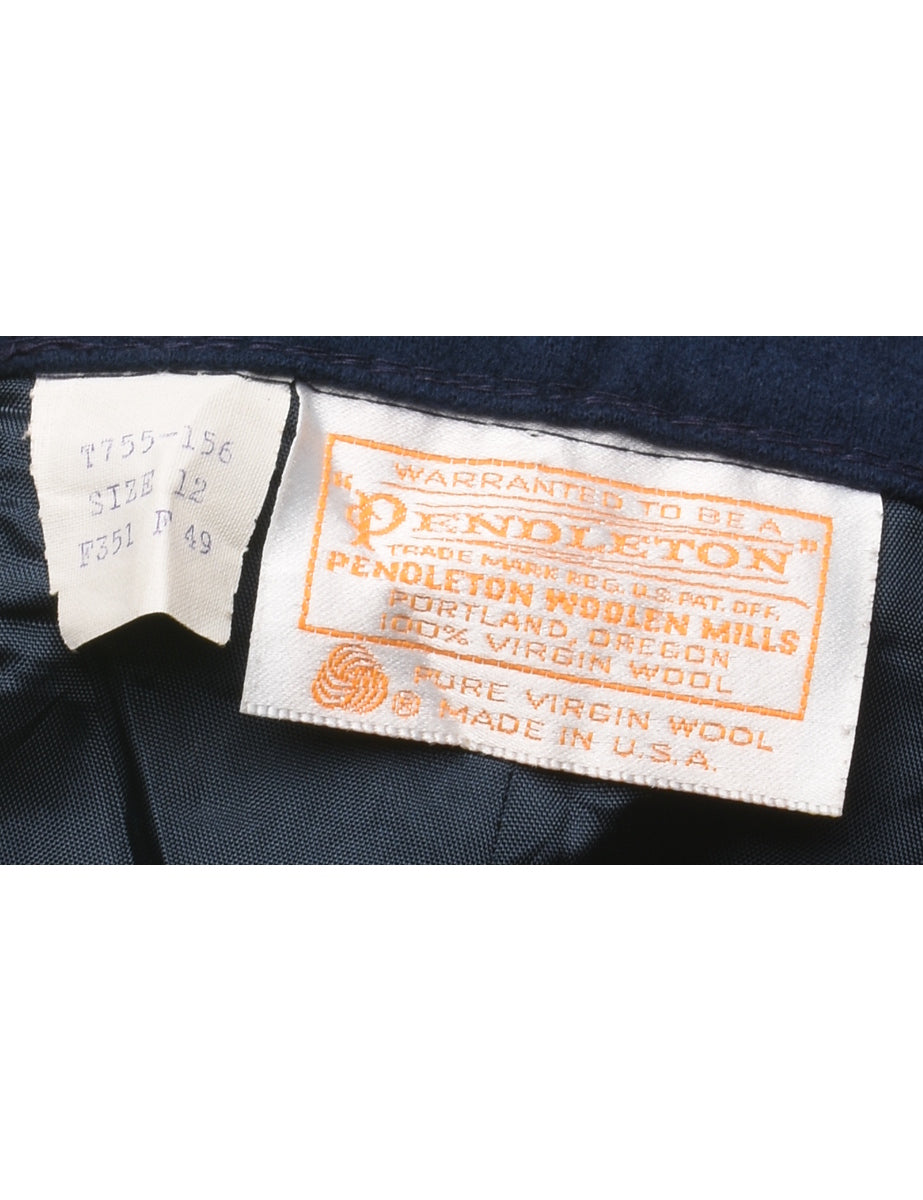 T755-156
SIZE 12
F351 F 49
WARRANTED TO BE A
"PENDLETON"
TRADE MARK REG. U.S. PAT. OFF.
PENDLETON WOOLEN MILLS
PORTLAND, OREGON
100% VIRGIN WOOL
PURE VIRGIN WOOL
® MADE IN U.S.A.